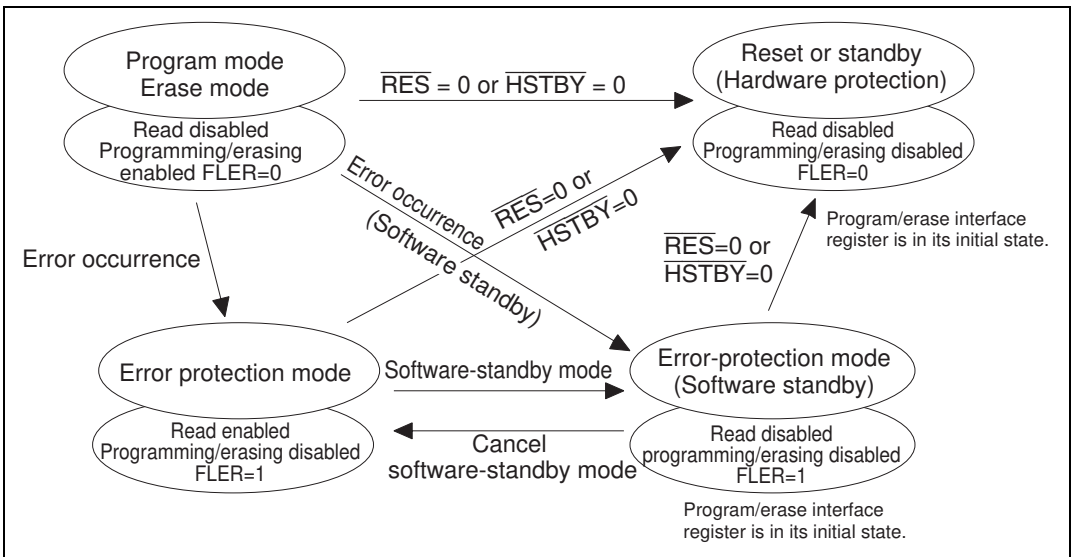 Program mode
Erase mode
Read disabled
Programming/erasing
enabled FLER=0
RES = 0 or HSTBY = 0
Reset or standby
(Hardware protection)
Read disabled
Programming/erasing disabled
FLER=0
Program/erase interface
register is in its initial state.
Error occurrence
Error occurrence
(Software standby)
RES=0 or
HSTBY=0
RES=0 or
HSTBY=0
Error protection mode
Read enabled
Programming/erasing disabled
FLER=1
Software-standby mode
Cancel
software-standby mode
Error-protection mode
(Software standby)
Read disabled
programming/erasing disabled
FLER=1
Program/erase interface
register is in its initial state.